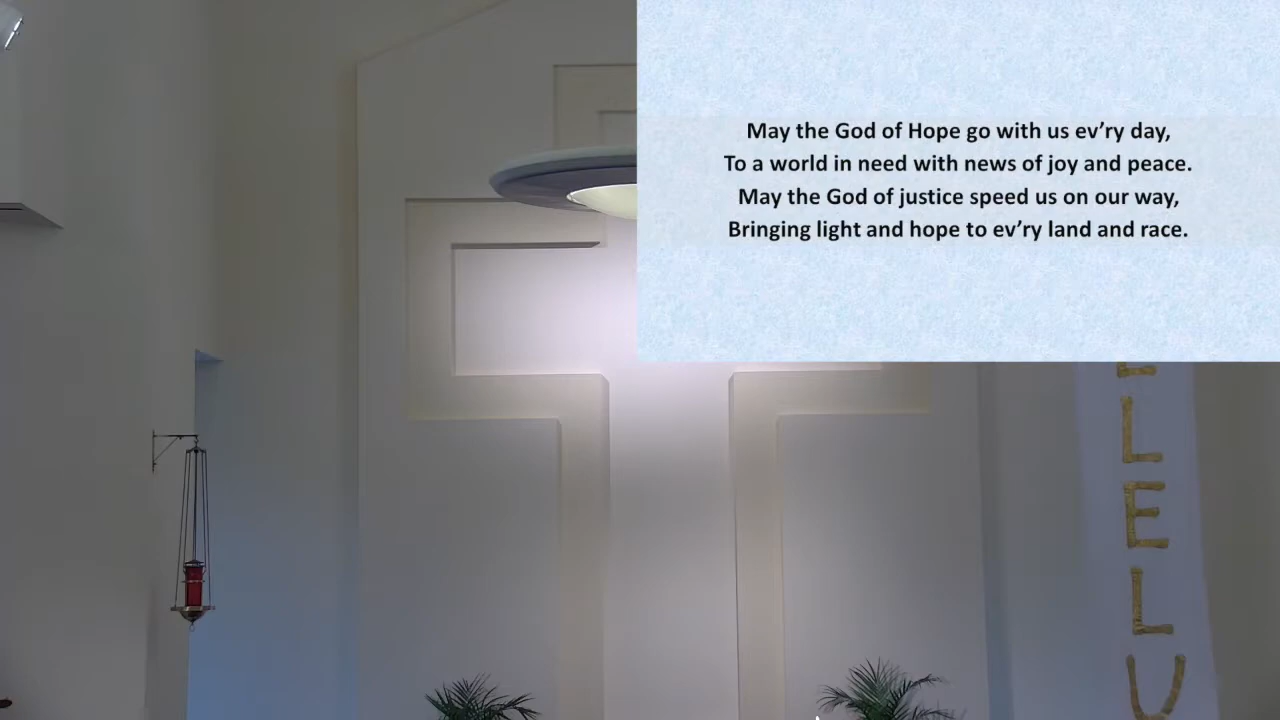 May the God of Hope go with us ev’ry day,
To a world in need with news of joy and peace.
May the God of justice speed us on our way,
Bringing light and hope to ev’ry land and race.
L
L
E
L
U